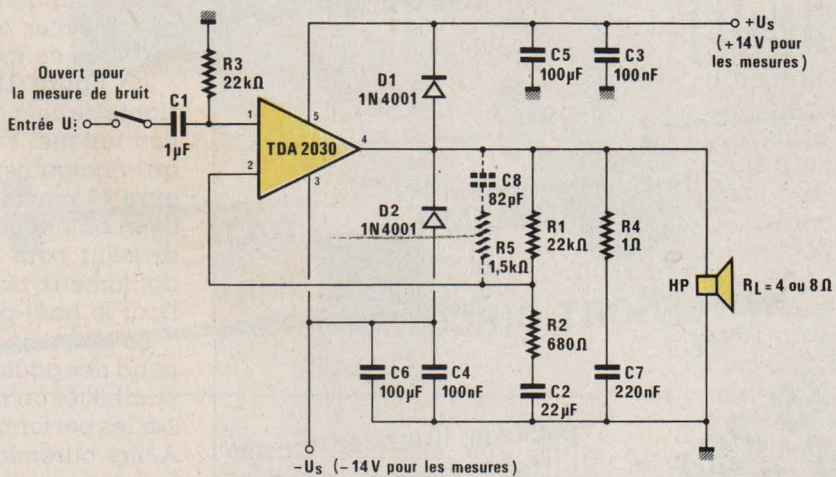 +Us
(+14V pour
les mesures)
R3
22kΩ
C5
100µF
C3
100nF
Ouvert pour
la mesure de bruit
D1
1N4001
C1
Entrée Ui
1µF
1
5
TDA 2030
4
2
3
C8
82pF
D2
1N4001
R1
22kΩ
R4
1Ω
R5
1,5kΩ
HP
RL = 4 ou 8Ω
R2
680Ω
C6
100µF
C4
100nF
C2
22µF
C7
220nF
-Us (-14V pour les mesures)